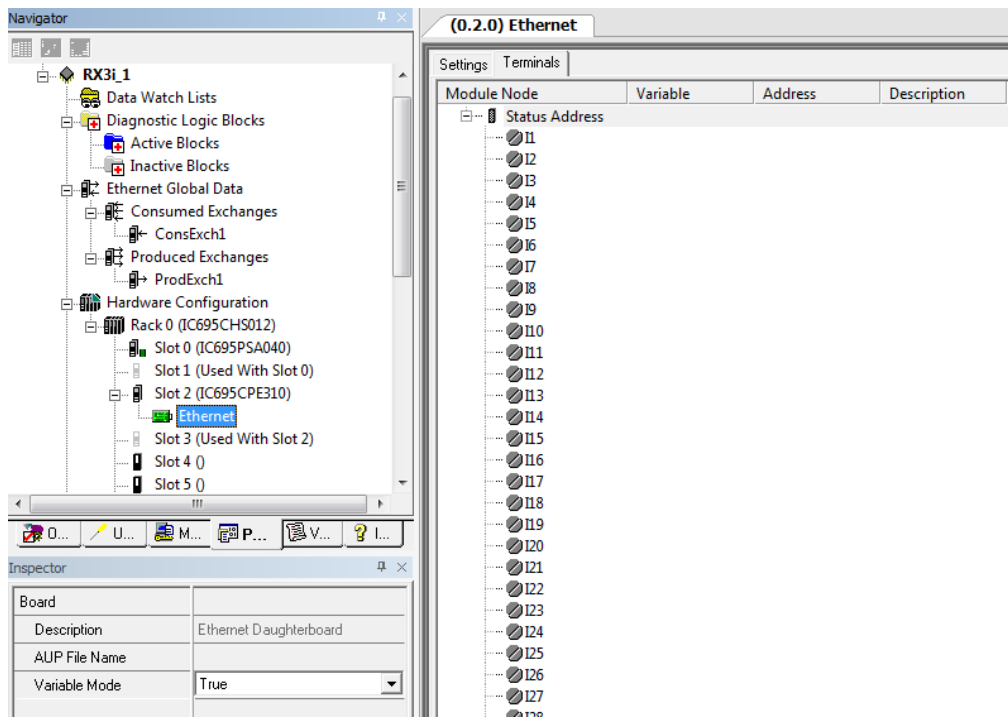 Navigator
RX3i_1
Data Watch Lists
Diagnostic Logic Blocks
Active Blocks
Inactive Blocks
Ethernet Global Data
Consumed Exchanges
ConsExch1
Produced Exchanges
ProdExch1
Hardware Configuration
Rack 0 (IC695CHS012)
Slot 0 (IC695PSA040)
Slot 1 (Used With Slot 0)
Slot 2 (IC695CPE310)
Ethernet
Slot 3 (Used With Slot 2)
Slot 4 ()
Slot 5 ()
O... U... M... P... V... I...
Inspector
Board
Description Ethernet Daughterboard
AUP File Name
Variable Mode True
(0.2.0) Ethernet
Settings Terminals
Module Node Variable Address Description
Status Address
I1
I2
I3
I4
I5
I6
I7
I8
I9
I10
I11
I12
I13
I14
I15
I16
I17
I18
I19
I20
I21
I22
I23
I24
I25
I26
I27
I28